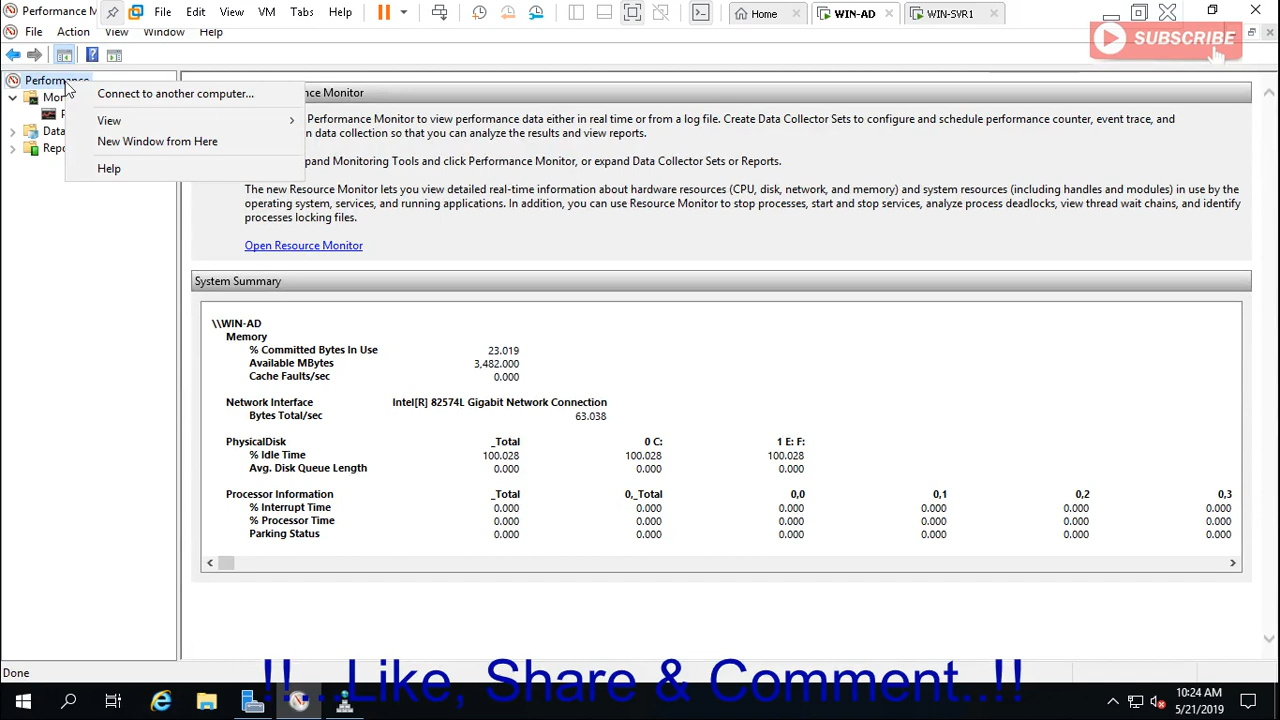 Performance M
File Edit View VM Tabs Help
Home
WIN-AD
WIN-SVR1
File Action View Window Help
SUBSCRIBE
Performance
Connect to another computer...
View
New Window from Here
Help
Mon
P
Data
Repo
nce Monitor
Performance Monitor to view performance data either in real time or from a log file. Create Data Collector Sets to configure and schedule performance counter, event trace, and
n data collection so that you can analyze the results and view reports.
pand Monitoring Tools and click Performance Monitor, or expand Data Collector Sets or Reports.
The new Resource Monitor lets you view detailed real-time information about hardware resources (CPU, disk, network, and memory) and system resources (including handles and modules) in use by the
operating system, services, and running applications. In addition, you can use Resource Monitor to stop processes, start and stop services, analyze process deadlocks, view thread wait chains, and identify
processes locking files.
Open Resource Monitor
System Summary
\\WIN-AD
Memory
% Committed Bytes In Use 23.019
Available MBytes 3,482.000
Cache Faults/sec 0.000
Network Interface Intel[R] 82574L Gigabit Network Connection
Bytes Total/sec 63.038
PhysicalDisk _Total 0 C: 1 E: F:
% Idle Time 100.028 100.028 100.028
Avg. Disk Queue Length 0.000 0.000 0.000
Processor Information _Total 0,_Total 0,0 0,1 0,2 0,3
% Interrupt Time 0.000 0.000 0.000 0.000 0.000 0.000
% Processor Time 0.000 0.000 0.000 0.000 0.000 0.000
Parking Status 0.000 0.000 0.000 0.000 0.000 0.000
Done
!! ...Like, Share & Comment..!!
10:24 AM
5/21/2019